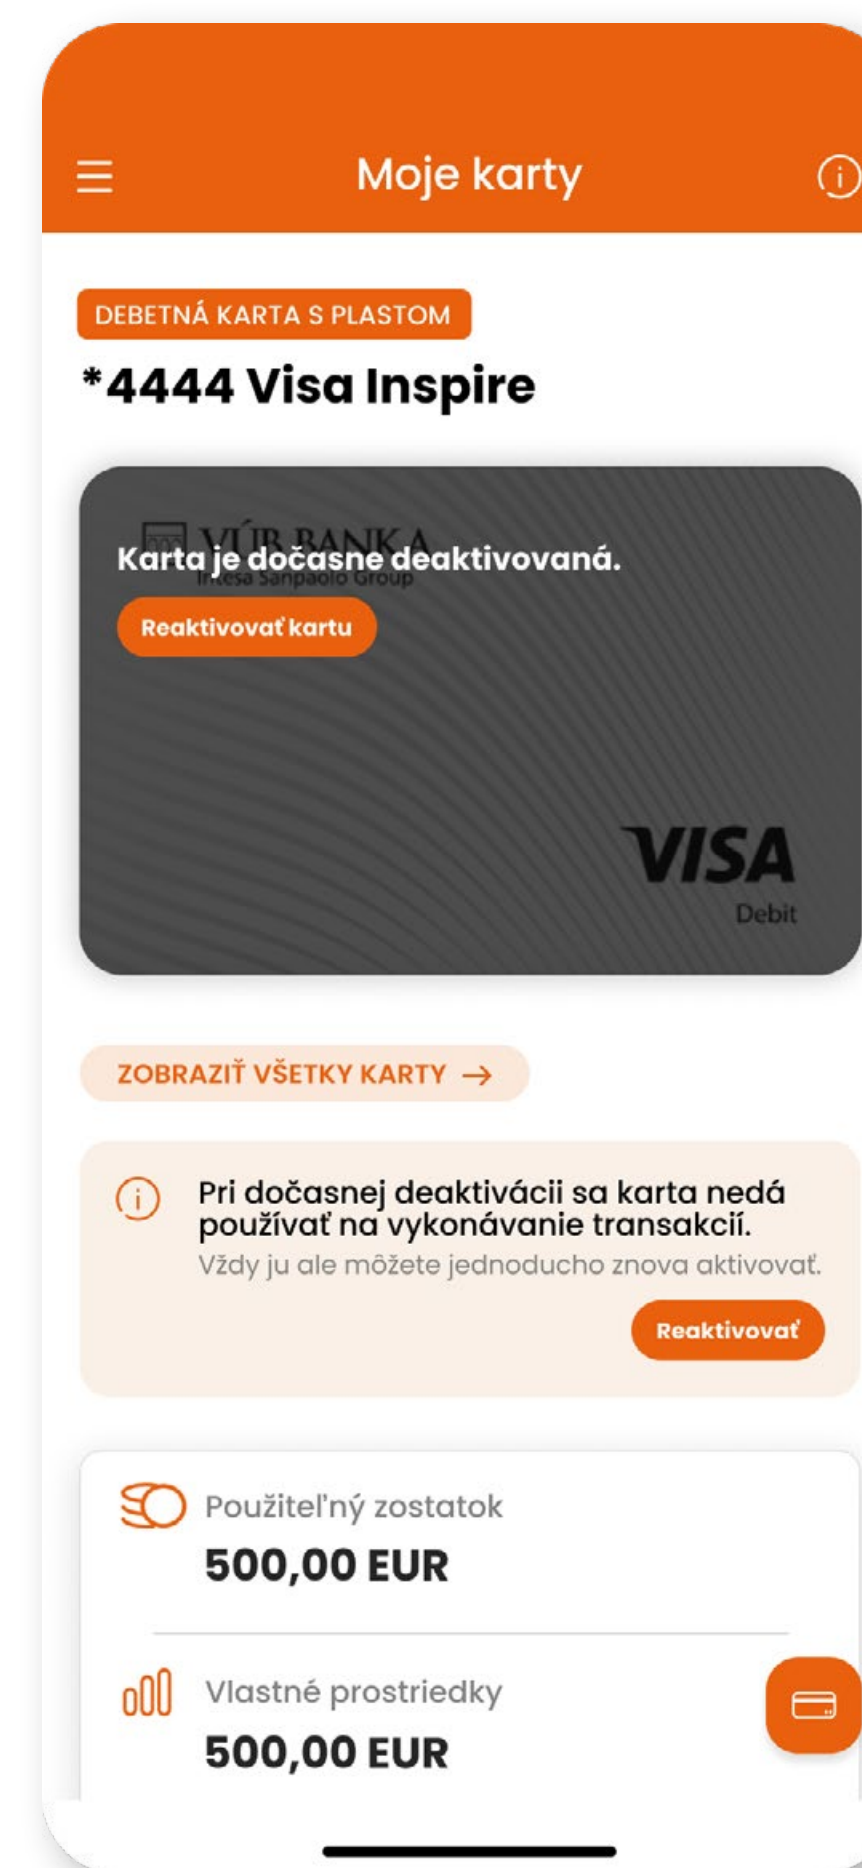 Moje karty
DEBETNÁ KARTA S PLASTOM
*4444 Visa Inspire
VÚB BANKA
Intesa Sanpaolo Group
Karta je dočasne deaktivovaná.
Reaktivovať kartu
VISA
Debit
ZOBRAZIŤ VŠETKY KARTY →
Pri dočasnej deaktivácii sa karta nedá
používať na vykonávanie transakcií.
Vždy ju ale môžete jednoducho znova aktivovať.
Reaktivovať
Použiteľný zostatok
500,00 EUR
Vlastné prostriedky
500,00 EUR